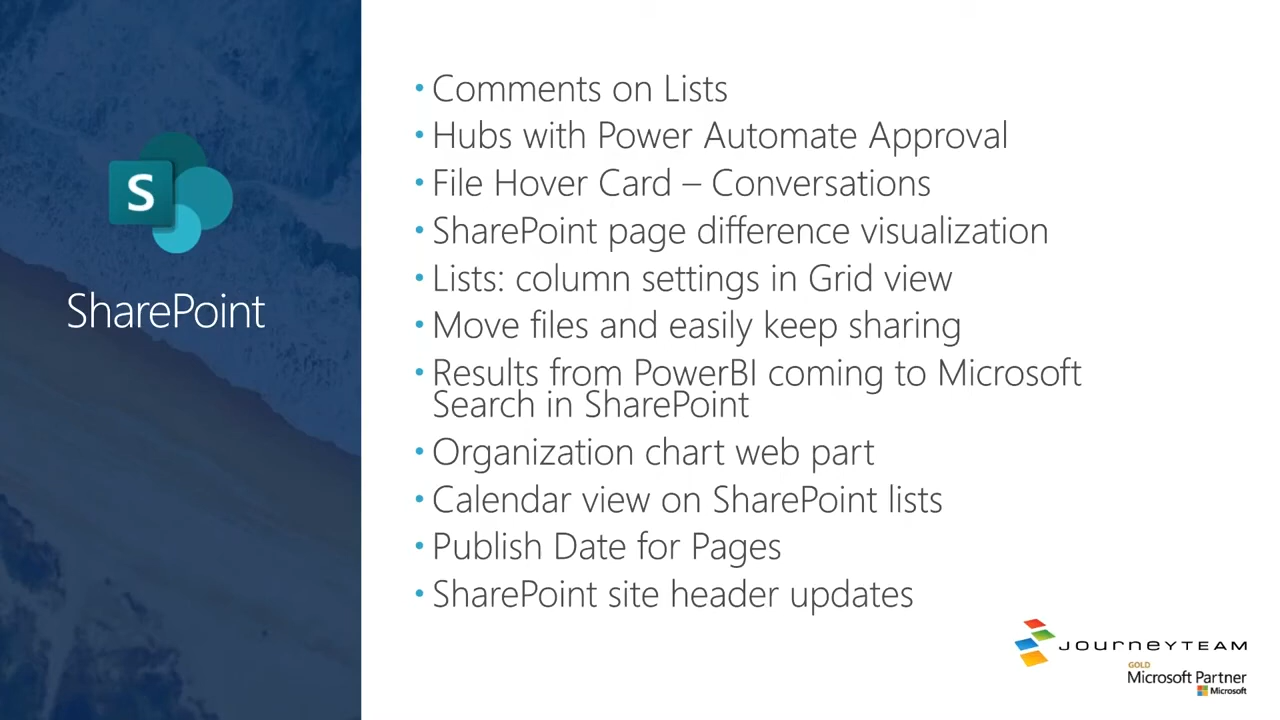 S
SharePoint
• Comments on Lists
• Hubs with Power Automate Approval
• File Hover Card – Conversations
• SharePoint page difference visualization
• Lists: column settings in Grid view
• Move files and easily keep sharing
• Results from PowerBI coming to Microsoft
Search in SharePoint
• Organization chart web part
• Calendar view on SharePoint lists
• Publish Date for Pages
• SharePoint site header updates
JOURNEYTEAM
GOLD
Microsoft Partner
Microsoft